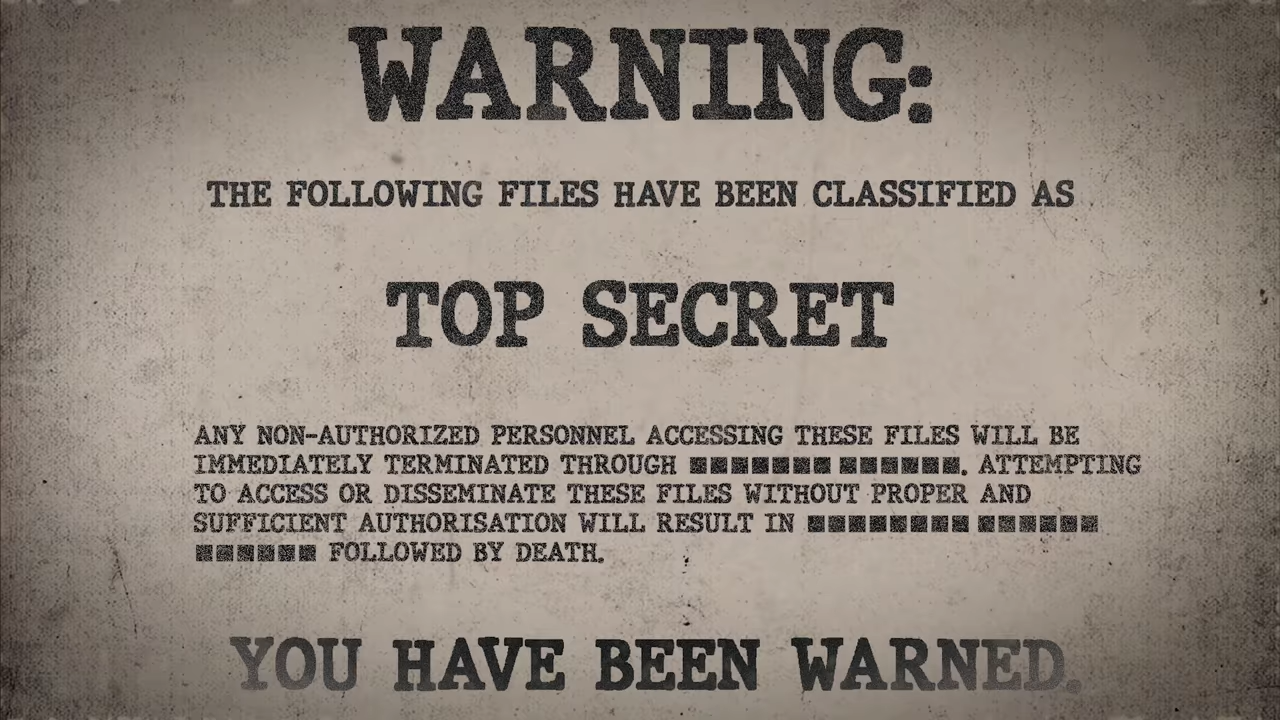 WARNING:
THE FOLLOWING FILES HAVE BEEN CLASSIFIED AS
TOP SECRET
ANY NON-AUTHORIZED PERSONNEL ACCESSING THESE FILES WILL BE
IMMEDIATELY TERMINATED THROUGH ■■■■■■■ ■■■■■■. ATTEMPTING
TO ACCESS OR DISSEMINATE THESE FILES WITHOUT PROPER AND
SUFFICIENT AUTHORISATION WILL RESULT IN ■■■■■■■■ ■■■■■■
■■■■■■ FOLLOWED BY DEATH.
YOU HAVE BEEN WARNED.